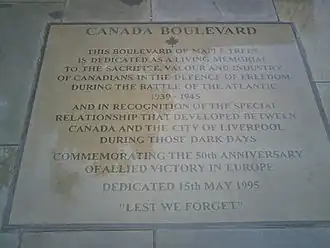 CANADA BOULEVARD
THIS BOULEVARD OF MAPLE TREES
IS DEDICATED AS A LIVING MEMORIAL
TO THE SACRIFICE, VALOUR AND INDUSTRY
OF CANADIANS IN THE DEFENCE OF FREEDOM
DURING THE BATTLE OF THE ATLANTIC
1939 - 1945
AND IN RECOGNITION OF THE SPECIAL
RELATIONSHIP THAT DEVELOPED BETWEEN
CANADA AND THE CITY OF LIVERPOOL
DURING THOSE DARK DAYS
COMMEMORATING THE 50th ANNIVERSARY
OF ALLIED VICTORY IN EUROPE
DEDICATED 15th MAY 1995
"LEST WE FORGET"